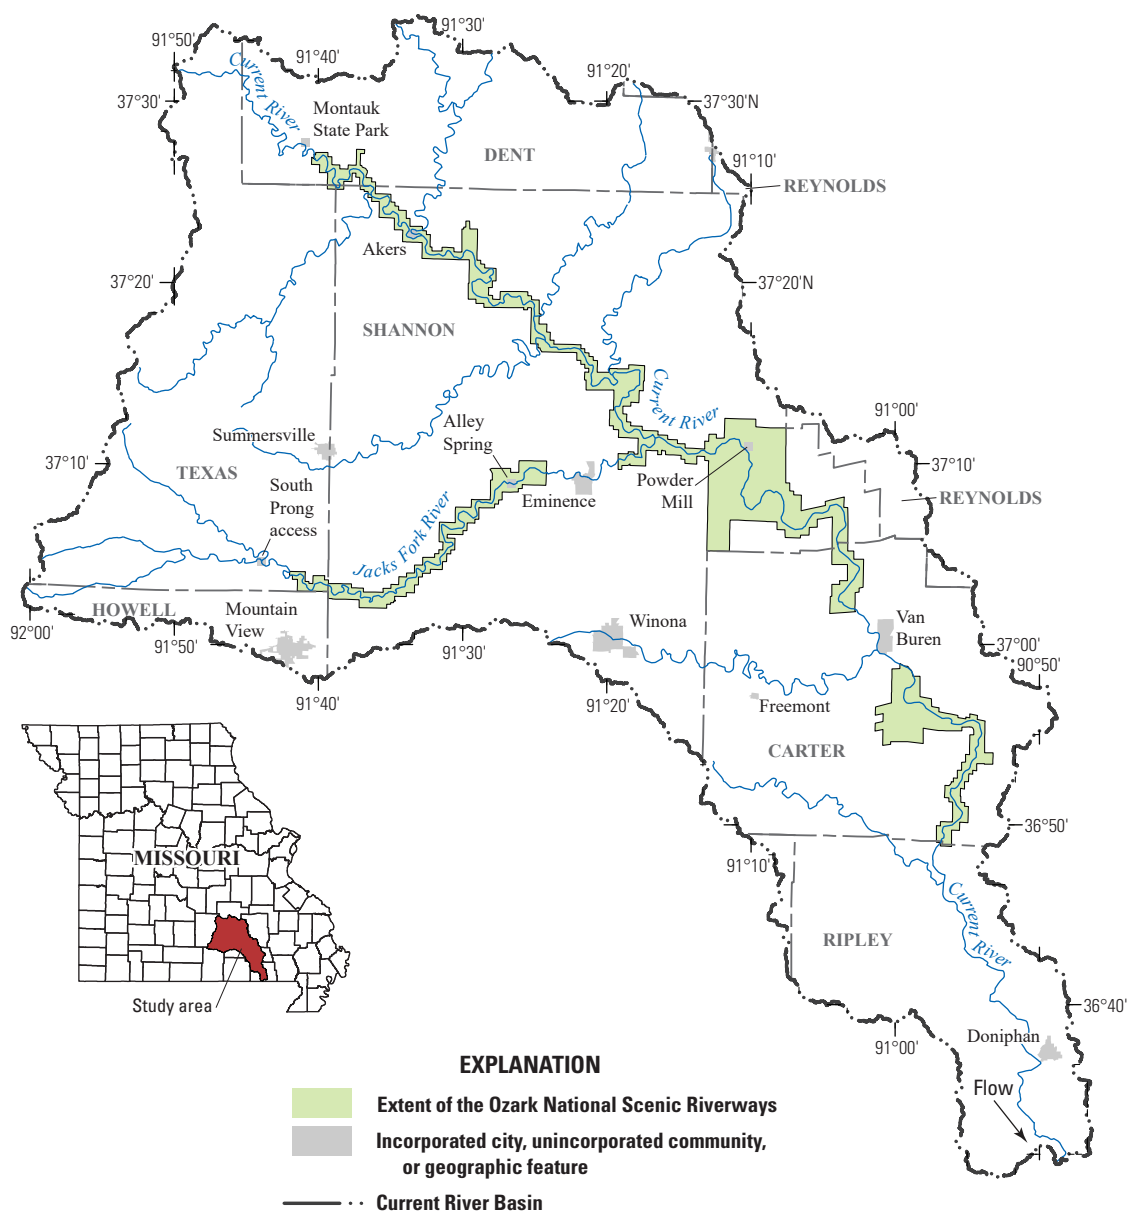 91°30'
91°50'
91°40'
91°20'
37°30'
Current River
Montauk
State Park
37°30'N
DENT
91°10'
REYNOLDS
Akers
37°20'
37°20'N
SHANNON
Current River
91°00'
Alley
Spring
Summersville
37°10'
TEXAS
South
Prong
access
Jacks Fork River
Eminence
Powder
Mill
37°10'
REYNOLDS
HOWELL
92°00'
91°50'
Mountain
View
91°40'
91°30'
Winona
91°20'
Van
Buren
37°00'
90°50'
Freemont
CARTER
36°50'
91°10'
MISSOURI
Study area
RIPLEY
Current River
36°40'
91°00'
Doniphan
Flow
EXPLANATION
Extent of the Ozark National Scenic Riverways
Incorporated city, unincorporated community,
or geographic feature
Current River Basin